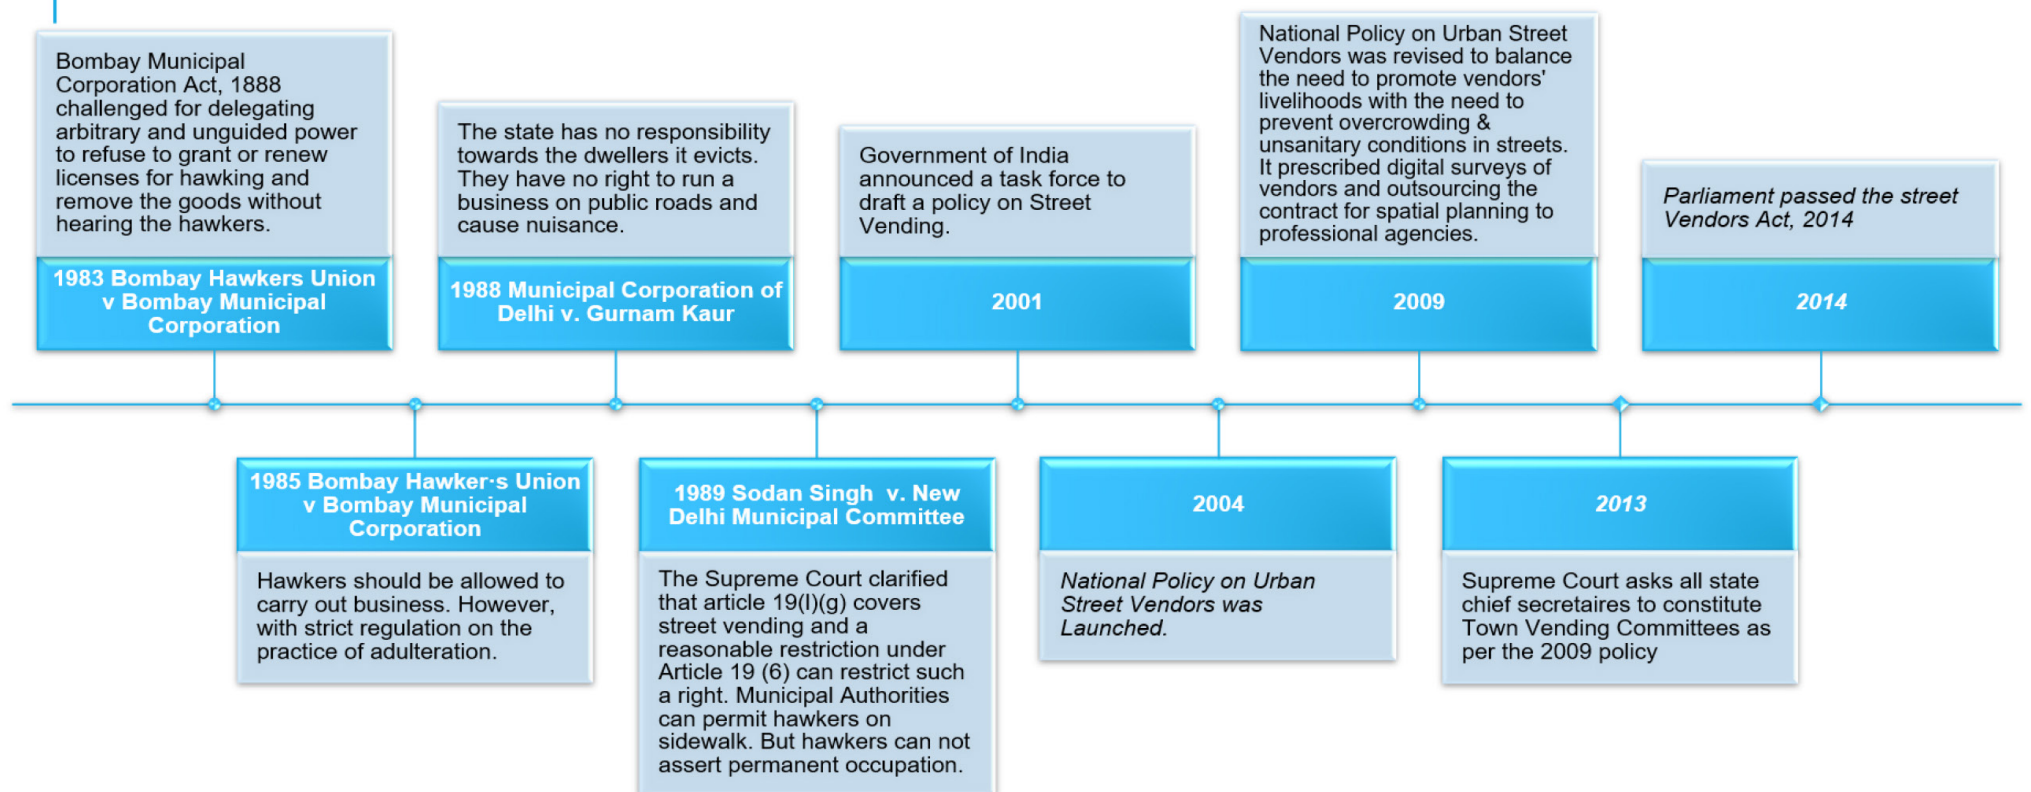 Bombay Municipal
Corporation Act, 1888
challenged for delegating
arbitrary and unguided power
to refuse to grant or renew
licenses for hawking and
remove the goods without
hearing the hawkers.
1983 Bombay Hawkers Union
v Bombay Municipal
Corporation
Hawkers should be allowed to
carry out business. However,
with strict regulation on the
practice of adulteration.
1985 Bombay Hawker·s Union
v Bombay Municipal
Corporation
The state has no responsibility
towards the dwellers it evicts.
They have no right to run a
business on public roads and
cause nuisance.
1988 Municipal Corporation of
Delhi v. Gurnam Kaur
1989 Sodan Singh v. New
Delhi Municipal Committee
The Supreme Court clarified
that article 19(I)(g) covers
street vending and a
reasonable restriction under
Article 19 (6) can restrict such
a right. Municipal Authorities
can permit hawkers on
sidewalk. But hawkers can not
assert permanent occupation.
Government of India
announced a task force to
draft a policy on Street
Vending.
2001
2004
National Policy on Urban
Street Vendors was
Launched.
National Policy on Urban Street
Vendors was revised to balance
the need to promote vendors'
livelihoods with the need to
prevent overcrowding &
unsanitary conditions in streets.
It prescribed digital surveys of
vendors and outsourcing the
contract for spatial planning to
professional agencies.
2009
2013
Supreme Court asks all state
chief secretaires to constitute
Town Vending Committees as
per the 2009 policy
Parliament passed the street
Vendors Act, 2014
2014